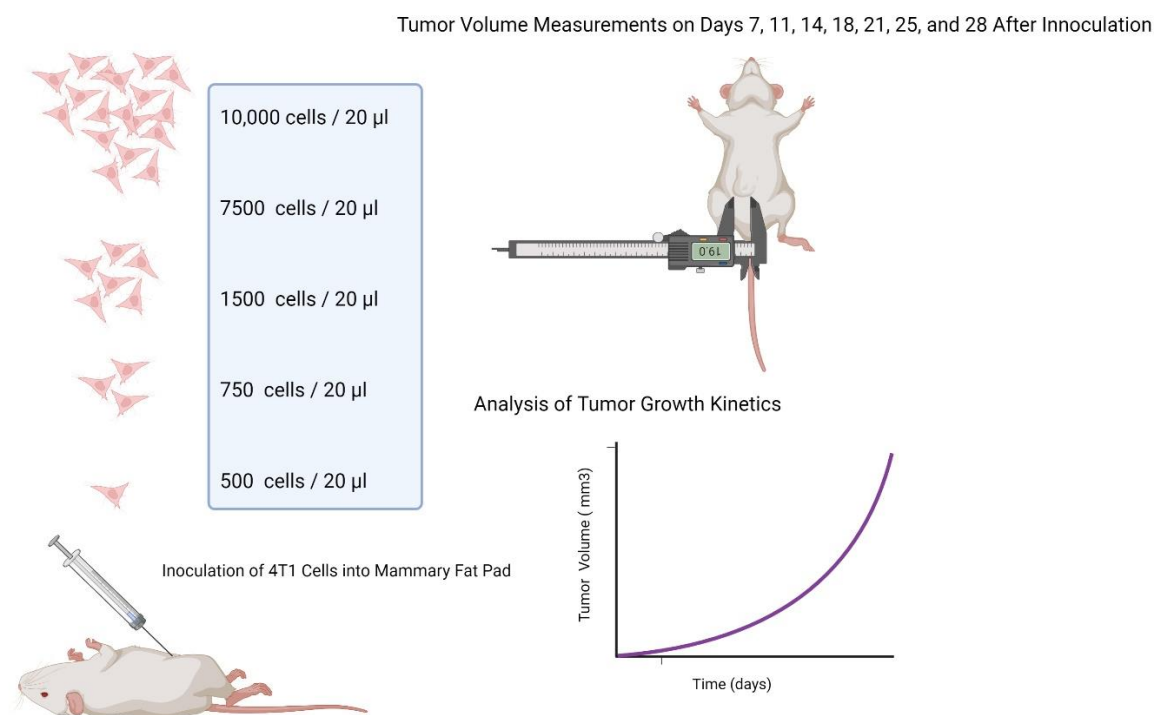 Tumor Volume Measurements on Days 7, 11, 14, 18, 21, 25, and 28 After Innoculation
10,000 cells / 20 µl
7500 cells / 20 µl
1500 cells / 20 µl
750 cells / 20 µl
500 cells / 20 µl
19.0
Inoculation of 4T1 Cells into Mammary Fat Pad
Analysis of Tumor Growth Kinetics
Tumor Volume ( mm3)
Time (days)